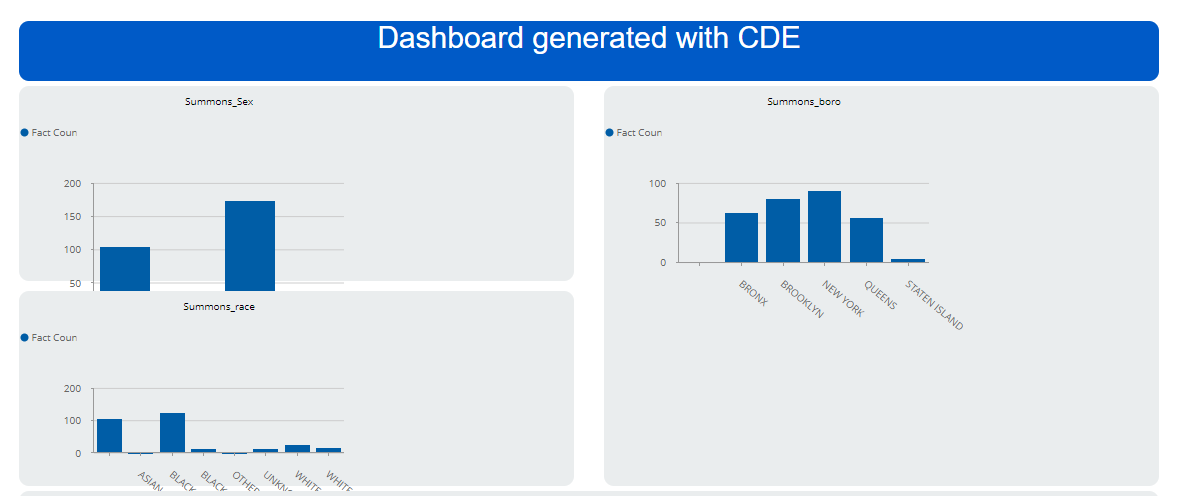 Dashboard generated with CDE
Summons_Sex
Fact Coun
200
150
100
50
Summons_boro
Fact Coun
100
50
0
BRONX
BROOKLYN
NEW YORK
QUEENS
STATEN ISLAND
Summons_race
Fact Coun
200
100
0
ASIAN
BLACK
BLACK
OTHER
UNKNO
WHITE
WHITE